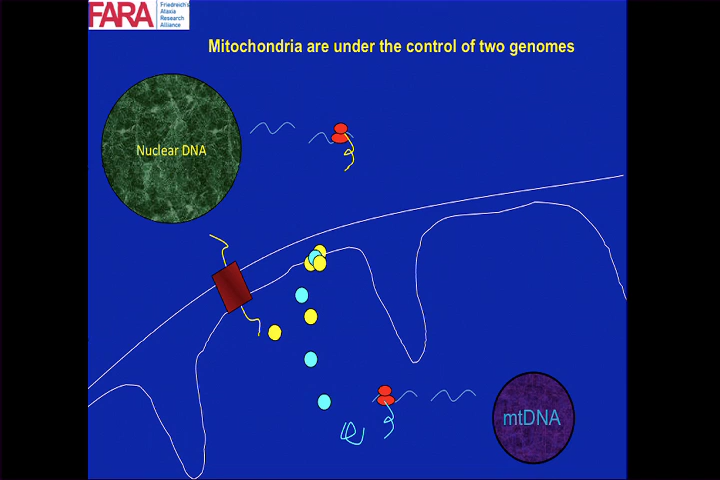 FARA
Friedreich's
Ataxia
Research
Alliance
Mitochondria are under the control of two genomes
Nuclear DNA
mtDNA